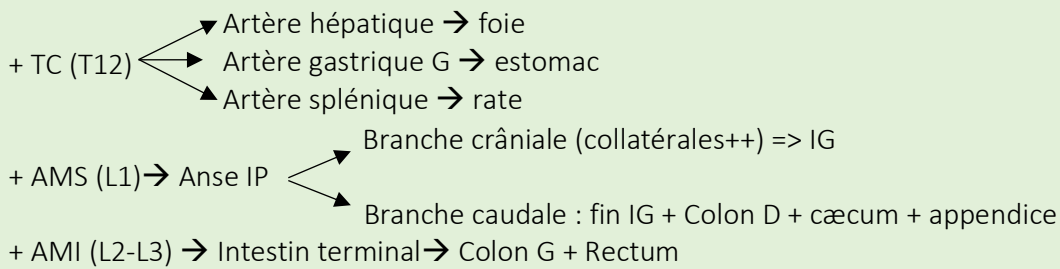 Artère hépatique → foie
+ TC (T12) Artère gastrique G → estomac
Artère splénique → rate
Branche crâniale (collatérales++) => IG
+ AMS (L1)→ Anse IP
Branche caudale : fin IG + Colon D + cæcum + appendice
+ AMI (L2-L3) → Intestin terminal→ Colon G + Rectum